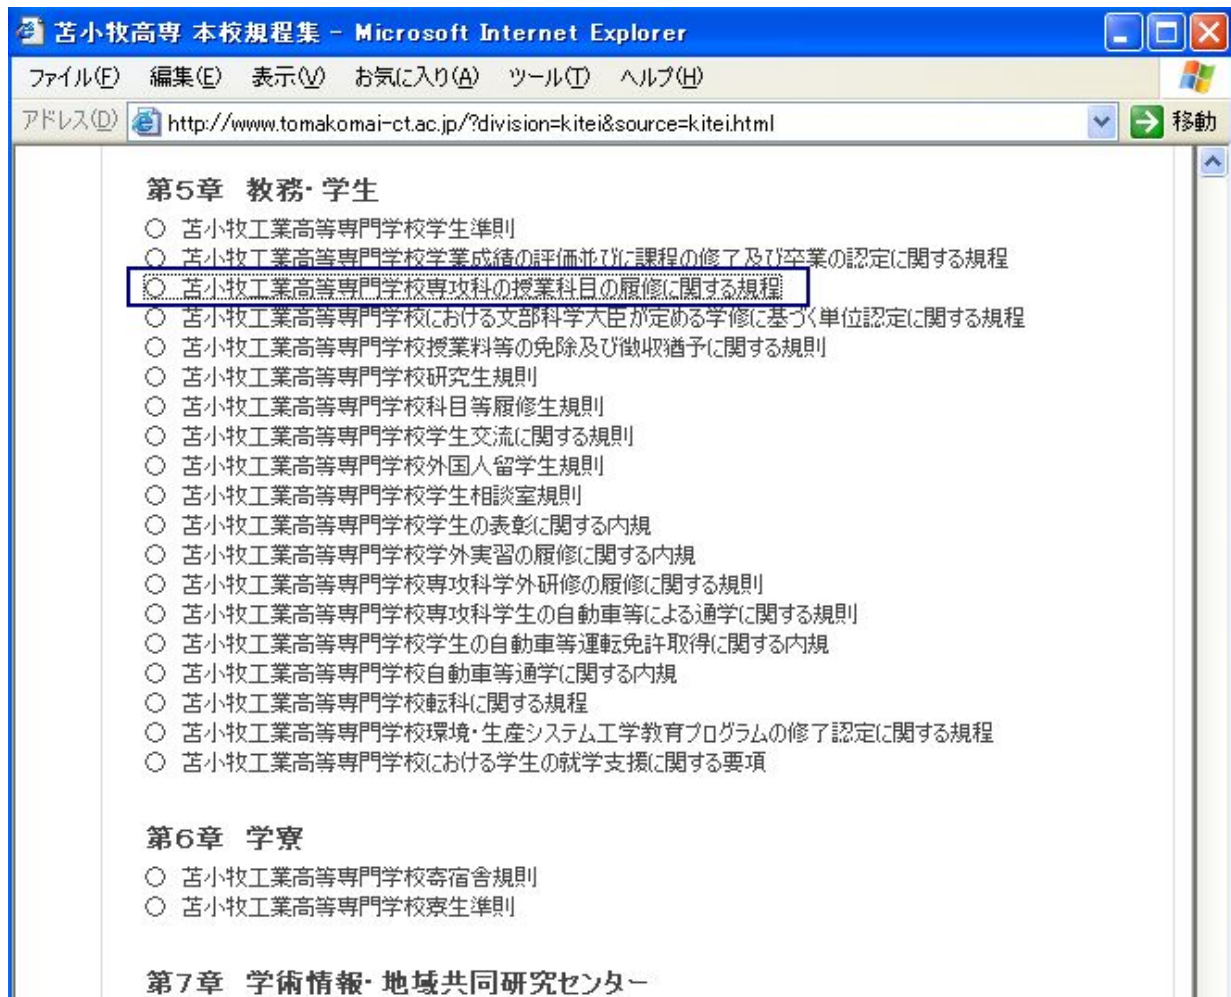 苫小牧高専 本校規程集 - Microsoft Internet Explorer
ファイル(F) 編集(E) 表示(V) お気に入り(A) ツール(T) ヘルプ(H)
アドレス(D) http://www.tomakomai-ct.ac.jp/?division=kitei&source=kitei.html 移動
第5章 教務・学生
○ 苫小牧工業高等専門学校学生準則
○ 苫小牧工業高等専門学校学業成績の評価並びに課程の修了及び卒業の認定に関する規程
○ 苫小牧工業高等専門学校専攻科の授業科目の履修に関する規程
○ 苫小牧工業高等専門学校における文部科学大臣が定める学修に基づく単位認定に関する規程
○ 苫小牧工業高等専門学校授業料等の免除及び徴収猶予に関する規則
○ 苫小牧工業高等専門学校研究生規則
○ 苫小牧工業高等専門学校科目等履修生規則
○ 苫小牧工業高等専門学校学生交流に関する規則
○ 苫小牧工業高等専門学校外国人留学生規則
○ 苫小牧工業高等専門学校学生相談室規則
○ 苫小牧工業高等専門学校学生の表彰に関する内規
○ 苫小牧工業高等専門学校学外実習の履修に関する内規
○ 苫小牧工業高等専門学校専攻科学外研修の履修に関する規則
○ 苫小牧工業高等専門学校専攻科学生の自動車等による通学に関する規則
○ 苫小牧工業高等専門学校学生の自動車等運転免許取得に関する内規
○ 苫小牧工業高等専門学校自動車等通学に関する内規
○ 苫小牧工業高等専門学校転科に関する規程
○ 苫小牧工業高等専門学校環境・生産システム工学教育プログラムの修了認定に関する規程
○ 苫小牧工業高等専門学校における学生の就学支援に関する要項
第6章 学寮
○ 苫小牧工業高等専門学校寄宿舎規則
○ 苫小牧工業高等専門学校寮生準則
第7章 学術情報・地域共同研究センター